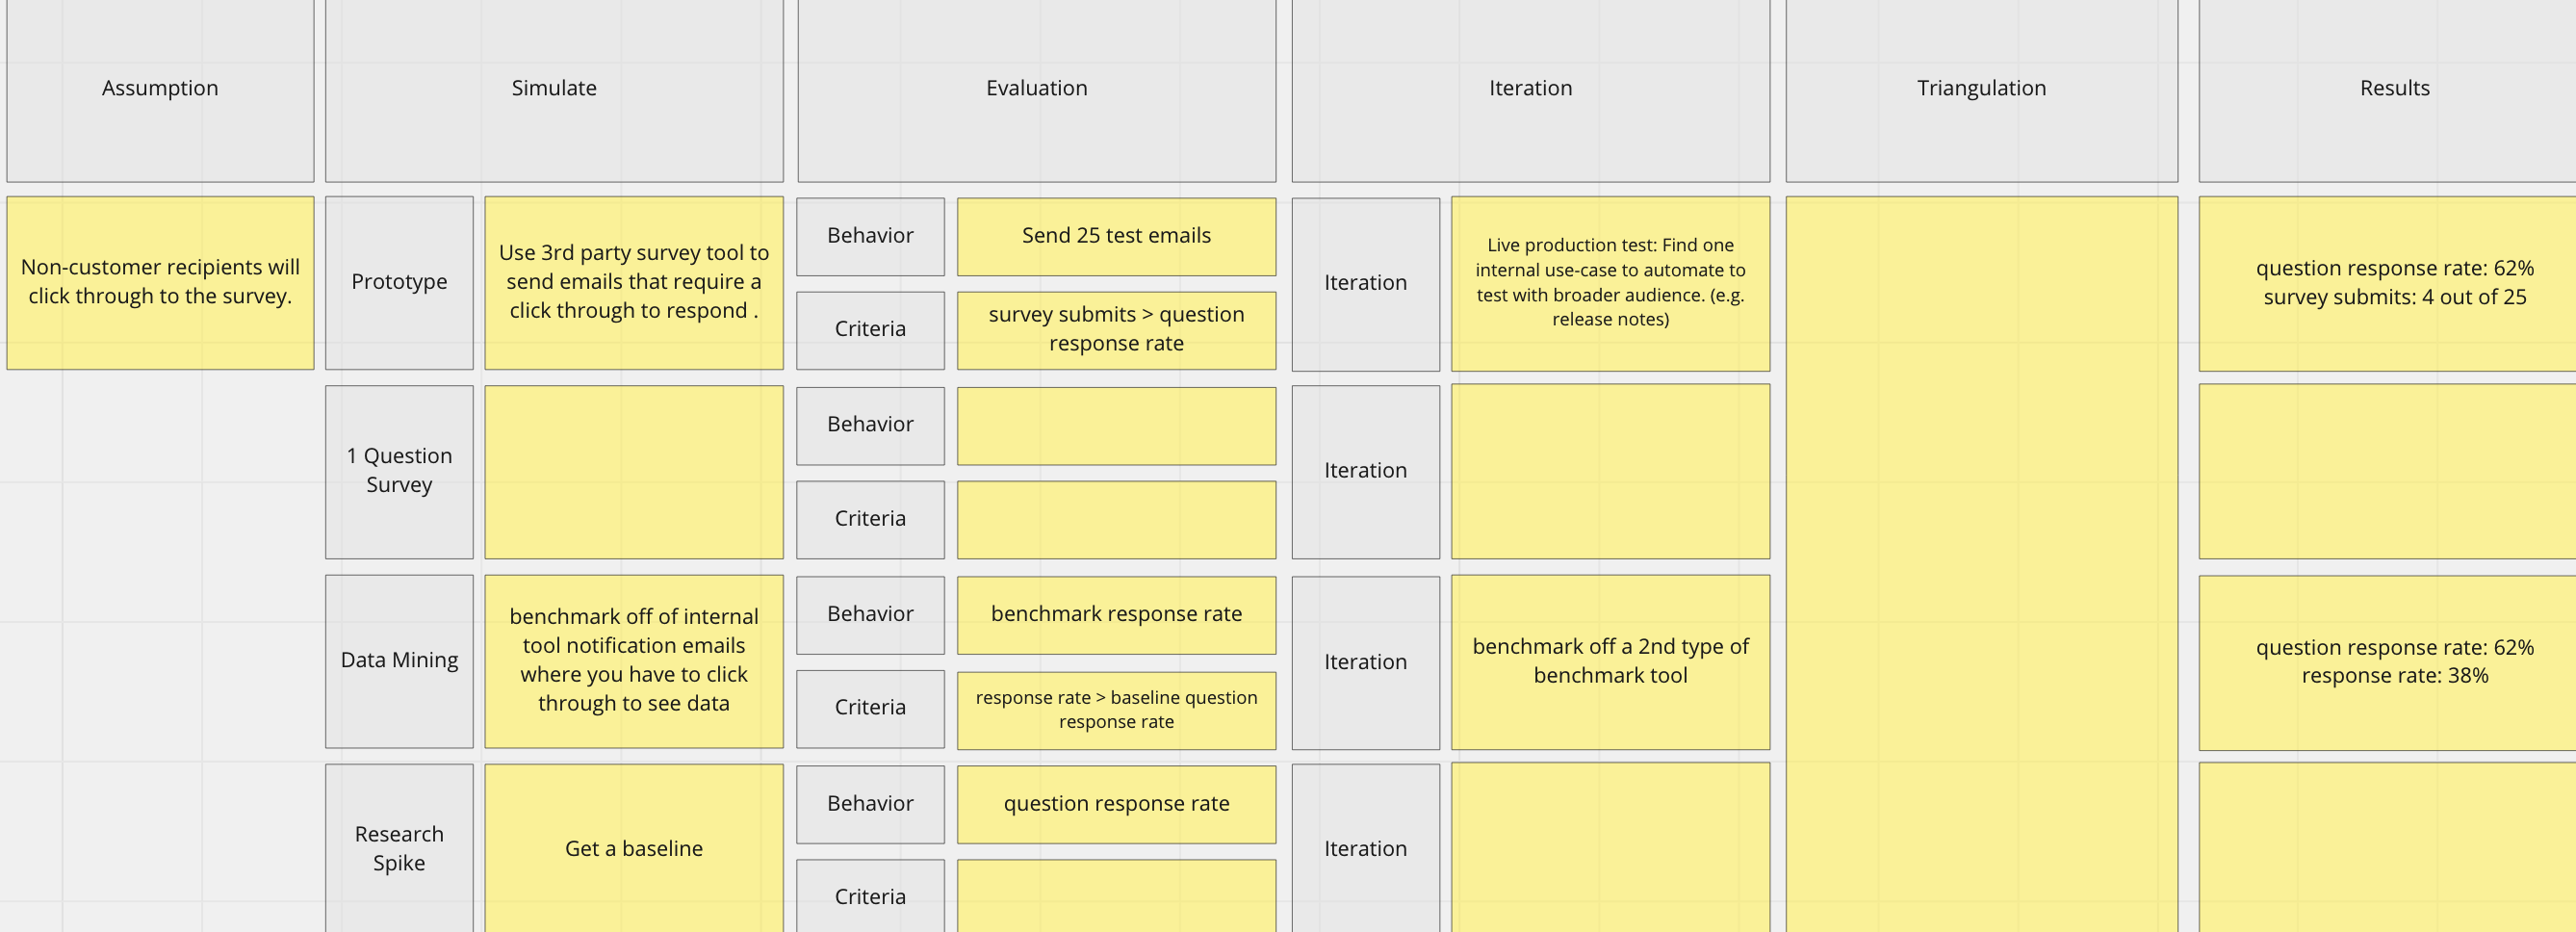 Assumption
Simulate
Evaluation
Iteration
Triangulation
Results
Non-customer recipients will
click through to the survey.
Prototype
Use 3rd party survey tool to
send emails that require a
click through to respond .
Behavior
Send 25 test emails
Criteria
survey submits > question
response rate
Iteration
Live production test: Find one
internal use-case to automate to
test with broader audience. (e.g.
release notes)
question response rate: 62%
survey submits: 4 out of 25
1 Question
Survey
Behavior
Criteria
Iteration
Data Mining
benchmark off of internal
tool notification emails
where you have to click
through to see data
Behavior
benchmark response rate
Criteria
response rate > baseline question
response rate
Iteration
benchmark off a 2nd type of
benchmark tool
question response rate: 62%
response rate: 38%
Research
Spike
Get a baseline
Behavior
question response rate
Criteria
Iteration